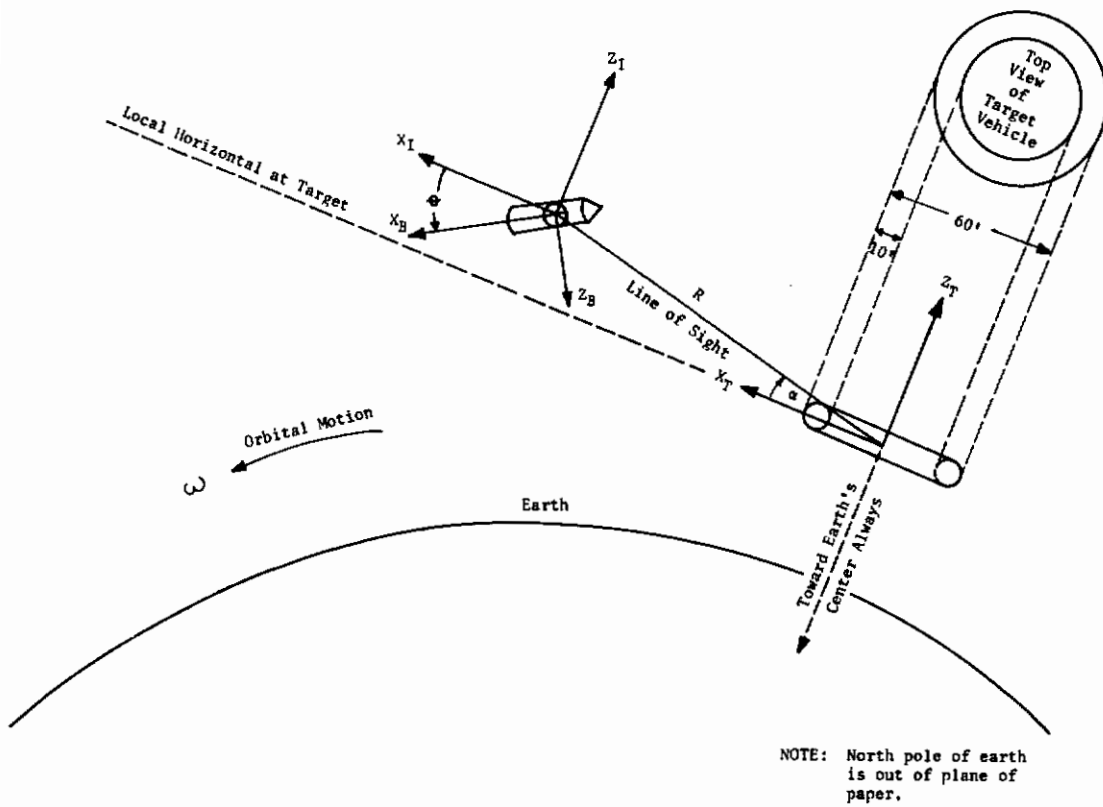 Top
View
of
Target
Vehicle
Z_I
Local Horizontal at Target
X_I
θ
X_B
60'
10'
Z_B
R
Line of Sight
Z_T
X_T
α
Orbital Motion
ω
Earth
Toward Earth's
Center Always
NOTE: North pole of earth
is out of plane of
paper.